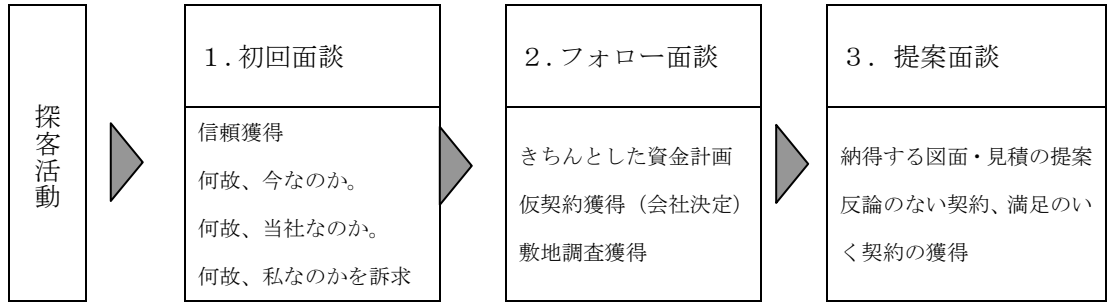 探客活動
１.初回面談
信頼獲得
何故、今なのか。
何故、当社なのか。
何故、私なのかを訴求
２.フォロー面談
きちんとした資金計画
仮契約獲得（会社決定）
敷地調査獲得
３．提案面談
納得する図面・見積の提案
反論のない契約、満足のい
く契約の獲得